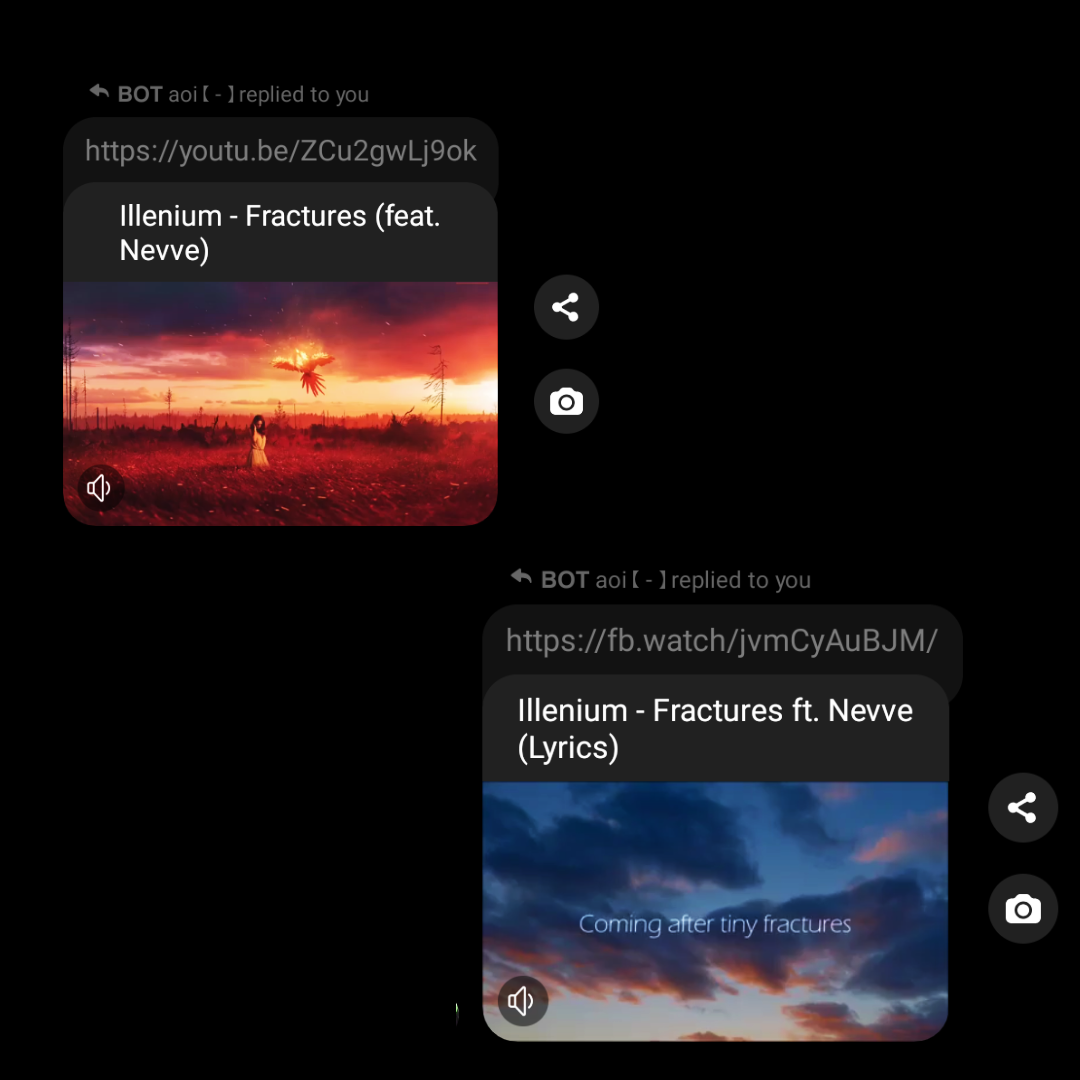 BOT aoi【 - 】replied to you
https://youtu.be/ZCu2gwLj9ok
Illenium - Fractures (feat.
Nevve)
BOT aoi【 - 】replied to you
https://fb.watch/jvmCyAuBJM/
Illenium - Fractures ft. Nevve
(Lyrics)
Coming after tiny fractures